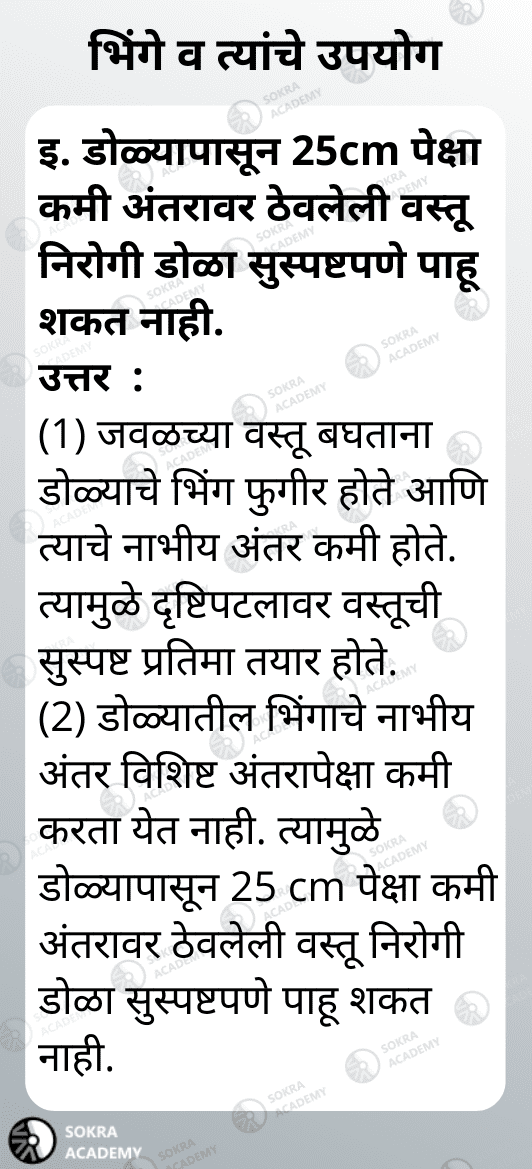 भिंगे व त्यांचे उपयोग
इ. डोळ्यापासून 25cm पेक्षा
कमी अंतरावर ठेवलेली वस्तू
निरोगी डोळा सुस्पष्टपणे पाहू
शकत नाही.
उत्तर :
(1) जवळच्या वस्तू बघताना
डोळ्याचे भिंग फुगीर होते आणि
त्याचे नाभीय अंतर कमी होते.
त्यामुळे दृष्टिपटलावर वस्तूची
सुस्पष्ट प्रतिमा तयार होते.
(2) डोळ्यातील भिंगाचे नाभीय
अंतर विशिष्ट अंतरापेक्षा कमी
करता येत नाही. त्यामुळे
डोळ्यापासून 25 cm पेक्षा कमी
अंतरावर ठेवलेली वस्तू निरोगी
डोळा सुस्पष्टपणे पाहू शकत
नाही.
SOKRA
ACADEMY